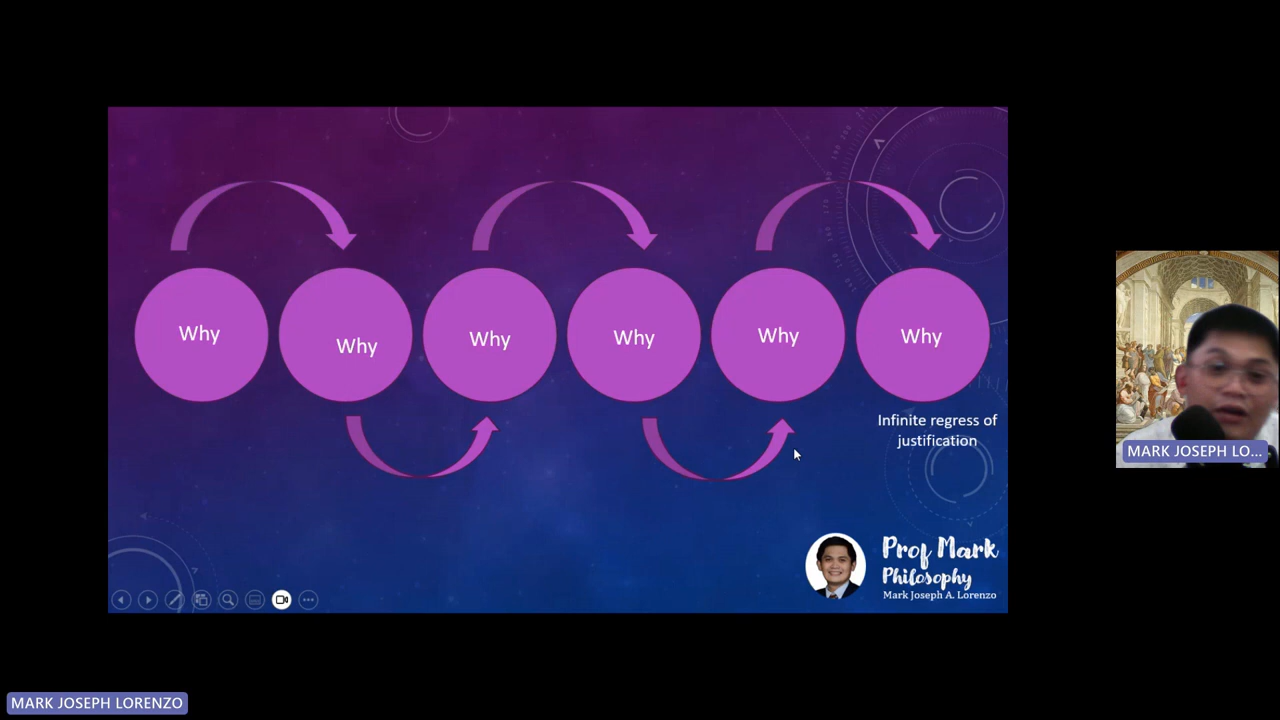 Why
Why
Why
Why
Why
Why
Infinite regress of
justification
Prof Mark
Philosophy
Mark Joseph A. Lorenzo
MARK JOSEPH LO...
MARK JOSEPH LORENZO